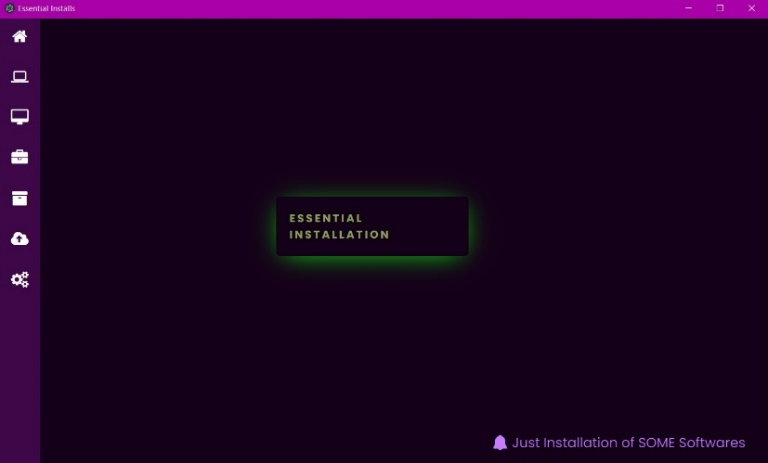 Essential Installs
ESSENTIAL
INSTALLATION
Just Installation of SOME Softwares